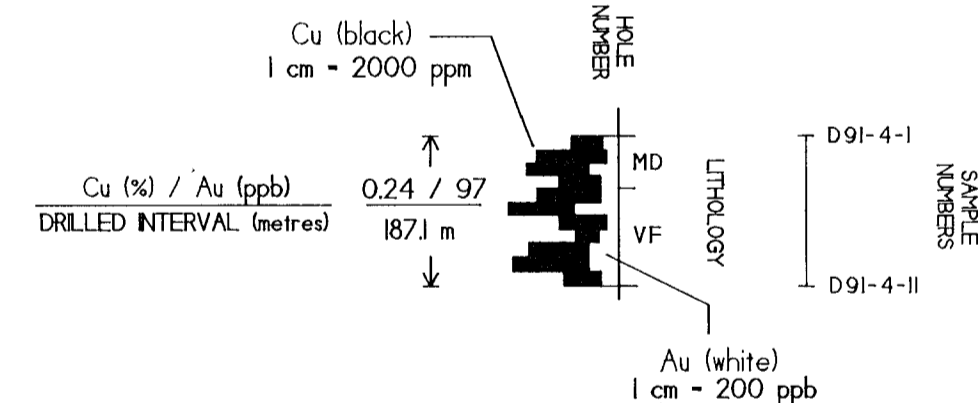 Cu (black)
1 cm - 2000 ppm
HOLE
NUMBER
Cu (%) / Au (ppb)
DRILLED INTERVAL (metres)
0.24 / 97
187.1 m
MD
VF
LITHOLOGY
D91-4-1
D91-4-11
SAMPLE
NUMBERS
Au (white)
1 cm - 200 ppb